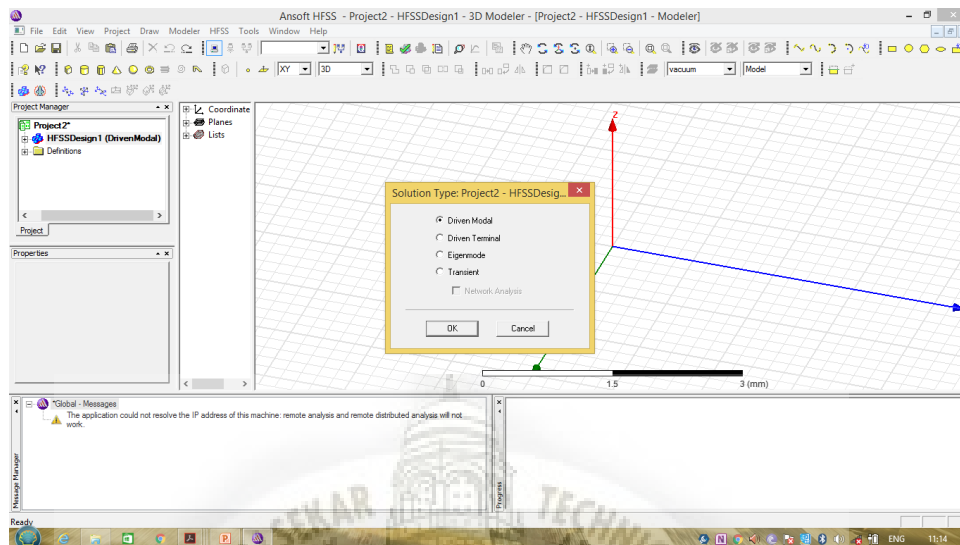 Ansoft HFSS - Project2 - HFSSDesign1 - 3D Modeler - [Project2 - HFSSDesign1 - Modeler]
File Edit View Project Draw Modeler HFSS Tools Window Help
XY 3D vacuum Model
Project Manager
Project2*
HFSSDesign1 (DrivenModal)
Definitions
Project
Properties
Coordinate
Planes
Lists
Z
Solution Type: Project2 - HFSSDesig...
Driven Modal
Driven Terminal
Eigenmode
Transient
Network Analysis
OK Cancel
0 1.5 3 (mm)
*Global - Messages
The application could not resolve the IP address of this machine: remote analysis and remote distributed analysis will not
work.
Message Manager
Progress
SEKAR
Ready
ENG 11:14